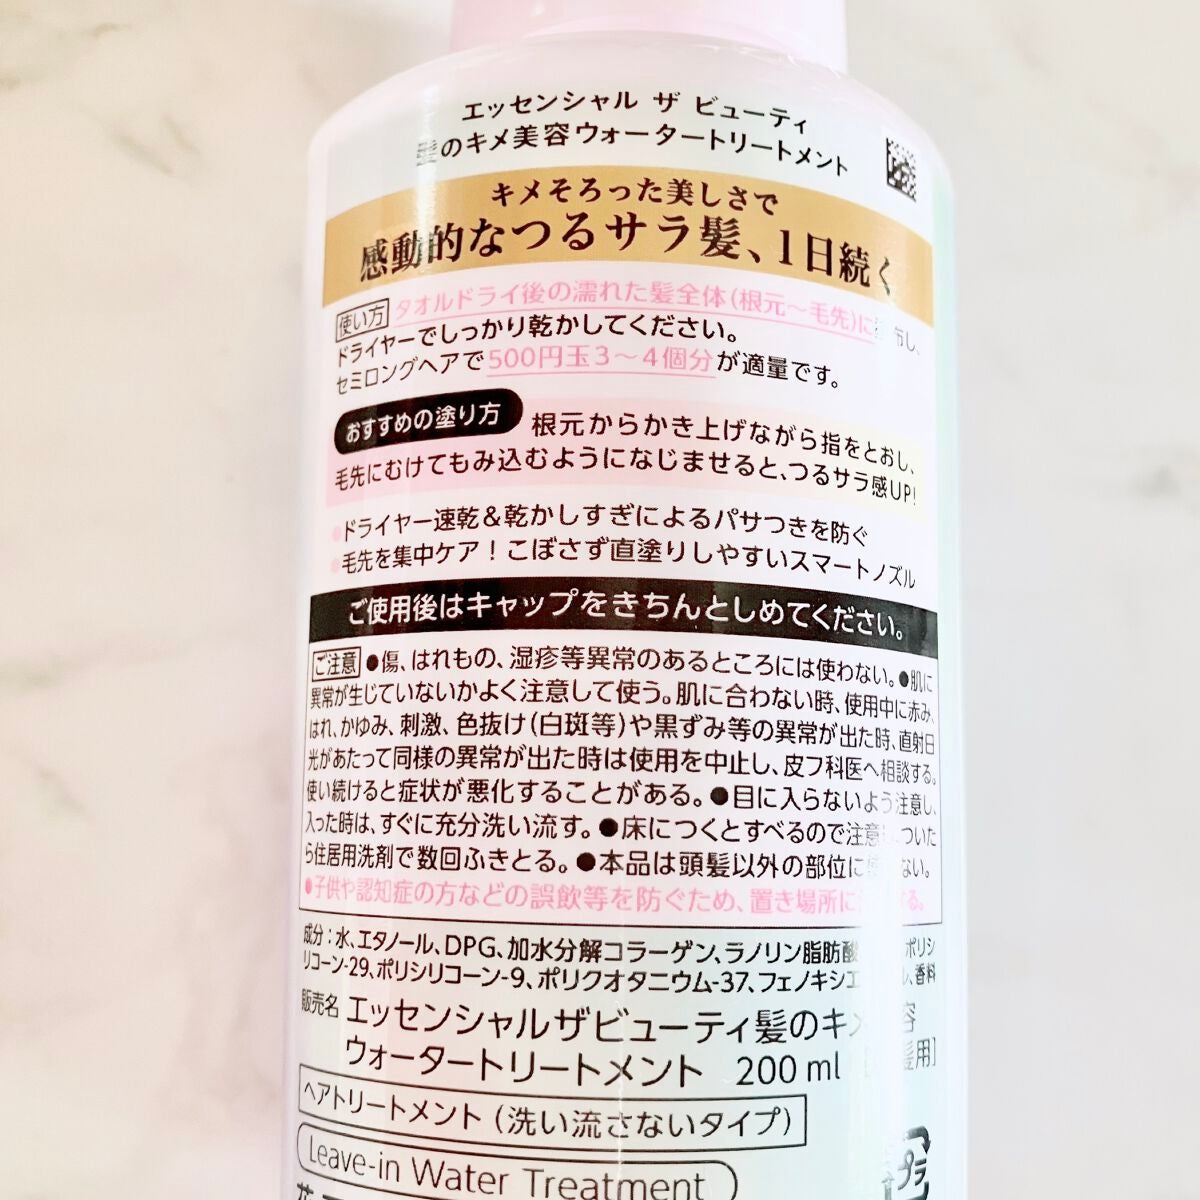 エッセンシャル ザ ビューティ
髪のキメ美容ウォータートリートメント
キメそろった美しさで
感動的なつるサラ髪、1日続く
使い方 タオルドライ後の濡れた髪全体(根元～毛先)に し、
ドライヤーでしっかり乾かしてください。
セミロングヘアで500円玉3～4個分が適量です。
おすすめの塗り方 根元からかき上げながら指をとおし、
毛先にむけてもみ込むようになじませると、つるサラ感UP!
●ドライヤー速乾&乾かしすぎによるパサつきを防ぐ
●毛先を集中ケア!こぼさず直塗りしやすいスマートノズル
ご使用後はキャップをきちんとしめてください。
ご注意 ●傷、はれもの、湿疹等異常のあるところには使わない。●肌に
異常が生じていないかよく注意して使う。肌に合わない時、使用中に赤み、
はれ、かゆみ、刺激、色抜け(白斑等)や黒ずみ等の異常が出た時、直射日
光があたって同様の異常が出た時は使用を中止し、皮フ科医へ相談する。
使い続けると症状が悪化することがある。●目に入らないよう注意し、
入った時は、すぐに充分洗い流す。●床につくとすべるので注意し、ついた
ら住居用洗剤で数回ふきとる。●本品は頭髪以外の部位に ない。
●子供や認知症の方などの誤飲等を防ぐため、置き場所に する。
成分:水、エタノール、DPG、加水分解コラーゲン、ラノリン脂肪酸 ポリシ
リコーン-29、ポリシリコーン-9、ポリクオタニウム-37、フェノキシエ ル、香料
販売名 エッセンシャルザビューティ髪のキメ 容
ウォータートリートメント 200 ml 髪用]
ヘアトリートメント (洗い流さないタイプ)
Leave-in Water Treatment
プラ